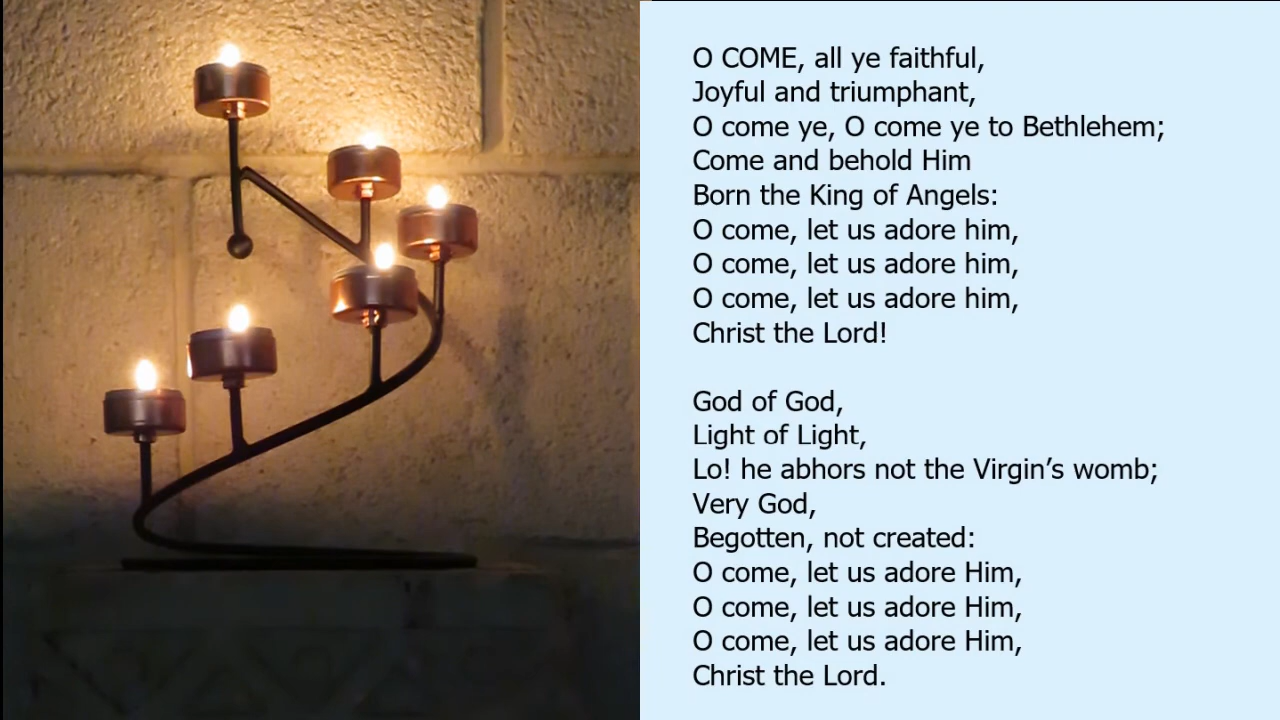 O COME, all ye faithful,
Joyful and triumphant,
O come ye, O come ye to Bethlehem;
Come and behold Him
Born the King of Angels:
O come, let us adore him,
O come, let us adore him,
O come, let us adore him,
Christ the Lord!

God of God,
Light of Light,
Lo! he abhors not the Virgin’s womb;
Very God,
Begotten, not created:
O come, let us adore Him,
O come, let us adore Him,
O come, let us adore Him,
Christ the Lord.